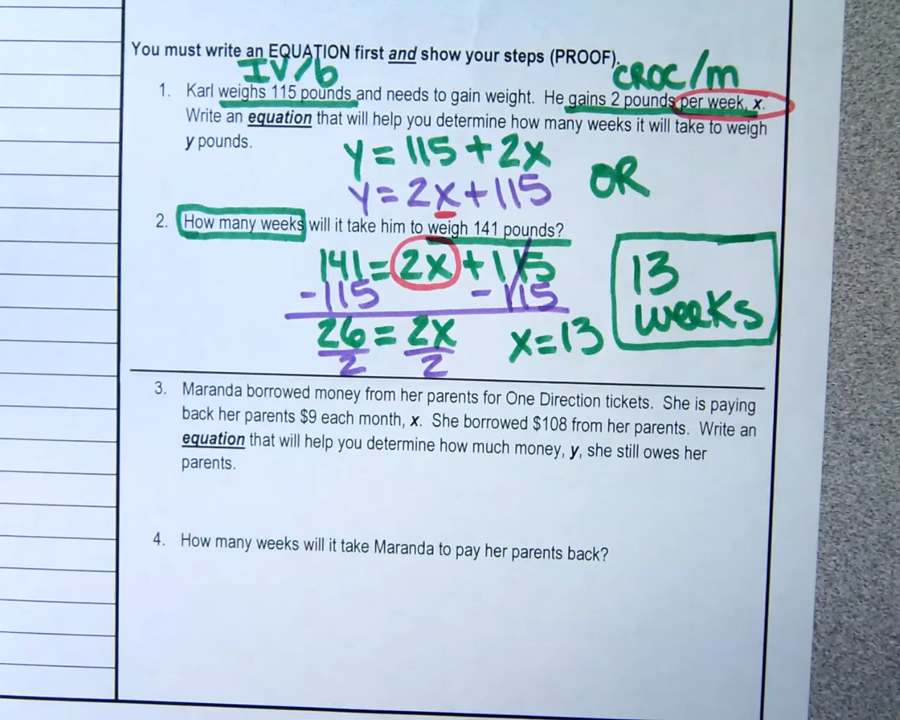 You must write an EQUATION first and show your steps (PROOF).
IV/b
CROC/m
1. Karl weighs 115 pounds and needs to gain weight. He gains 2 pounds per week, x.
Write an equation that will help you determine how many weeks it will take to weigh
y pounds.
y = 115 + 2x
y = 2x + 115
OR
2. How many weeks will it take him to weigh 141 pounds?
141 = 2x + 115
-115 - 115
26 = 2x
2 2
x = 13
13
weeks
3. Maranda borrowed money from her parents for One Direction tickets. She is paying
back her parents $9 each month, x. She borrowed $108 from her parents. Write an
equation that will help you determine how much money, y, she still owes her
parents.
4. How many weeks will it take Maranda to pay her parents back?